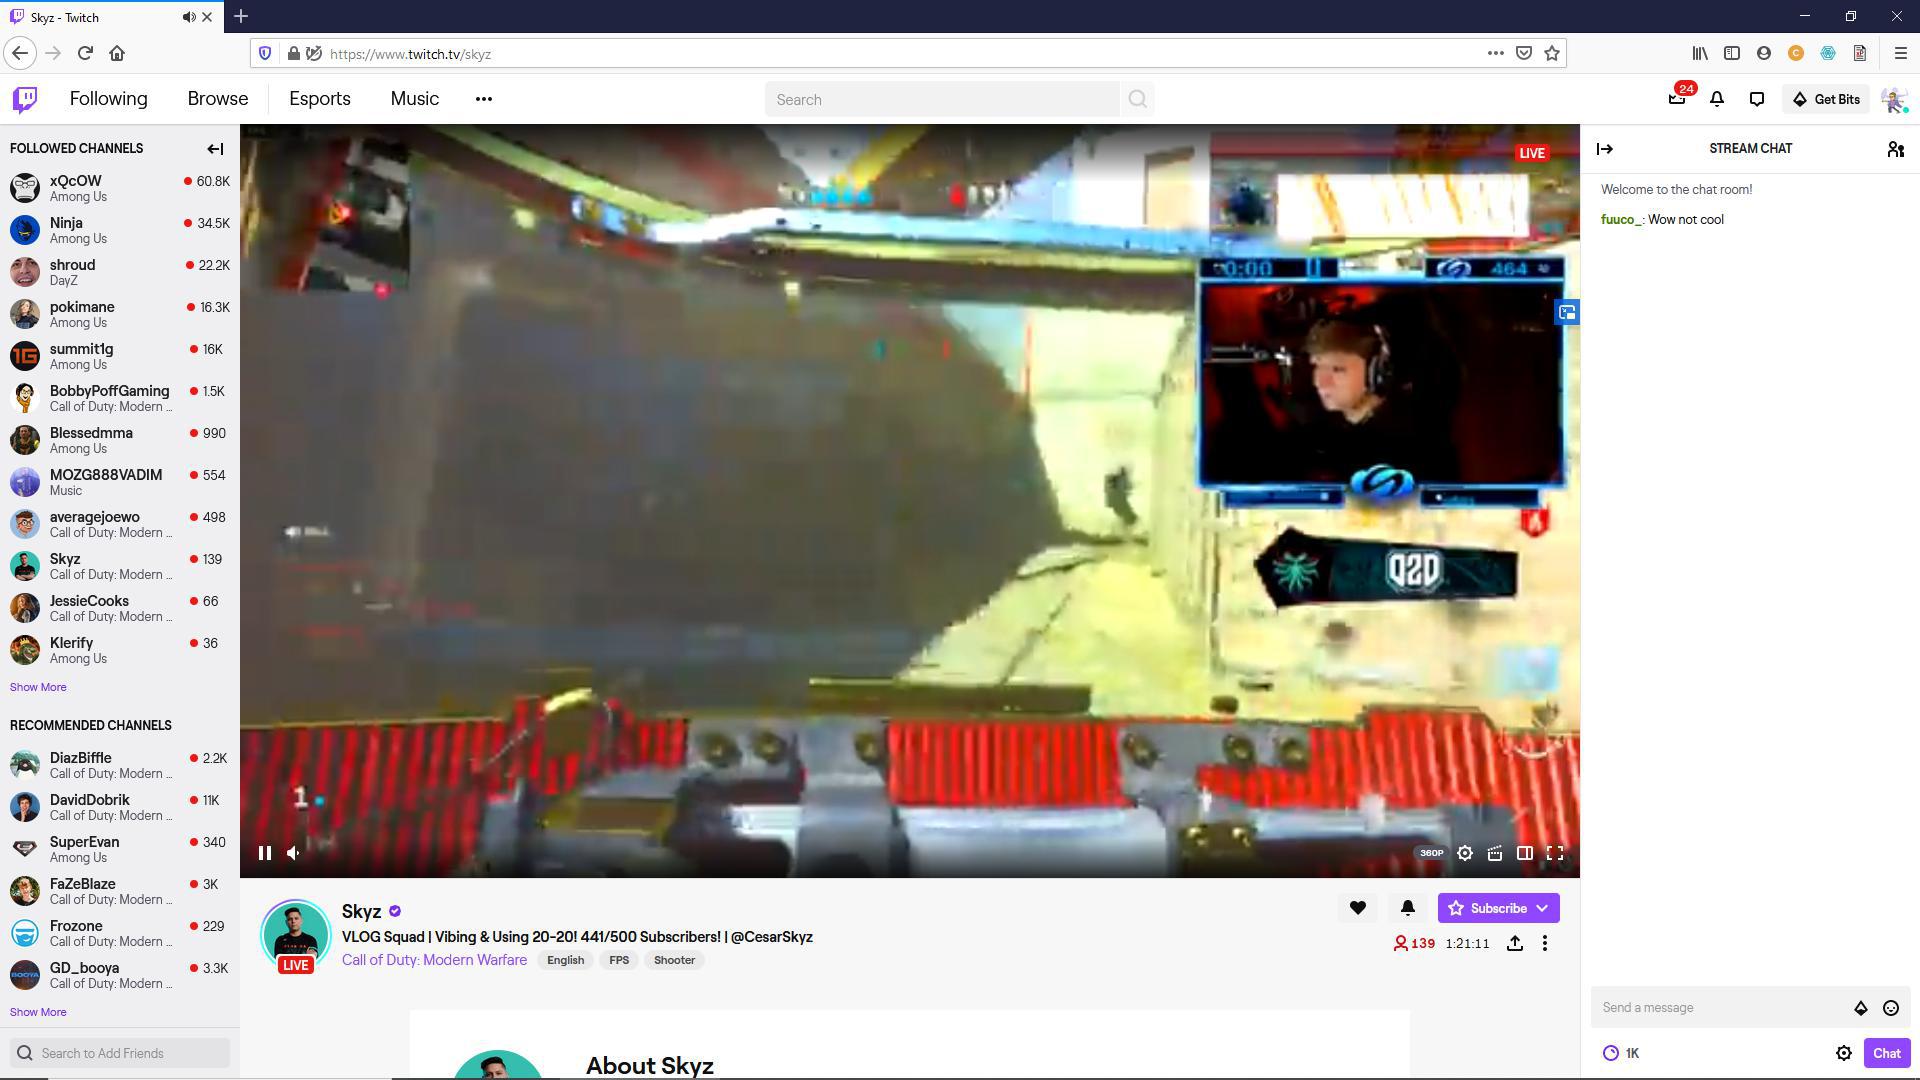 Skyz - Twitch
https://www.twitch.tv/skyz
Following
Browse
Esports
Music
Search
24
Get Bits
FOLLOWED CHANNELS
xQcOW
60.8K
Among Us
Ninja
34.5K
Among Us
shroud
22.2K
DayZ
pokimane
16.3K
Among Us
summit1g
16K
Among Us
BobbyPoffGaming
1.5K
Call of Duty: Modern ...
Blessedmma
990
Among Us
MOZG888VADIM
554
Music
averagejoewo
498
Call of Duty: Modern ...
Skyz
139
Call of Duty: Modern ...
JessieCooks
66
Call of Duty: Modern ...
Klerify
36
Among Us
Show More
RECOMMENDED CHANNELS
DiazBiffle
2.2K
Call of Duty: Modern ...
DavidDobrik
11K
Call of Duty: Modern ...
SuperEvan
340
Among Us
FaZeBlaze
3K
Call of Duty: Modern ...
Frozone
229
Call of Duty: Modern ...
GD_booya
3.3K
Call of Duty: Modern ...
Show More
Search to Add Friends
LIVE
0:00
464
1
360P
Skyz
LIVE
VLOG Squad | Vibing & Using 20-20! 441/500 Subscribers! | @CesarSkyz
Call of Duty: Modern Warfare
English
FPS
Shooter
Subscribe
139
1:21:11
About Skyz
STREAM CHAT
Welcome to the chat room!
fuuco_: Wow not cool
Send a message
1K
Chat